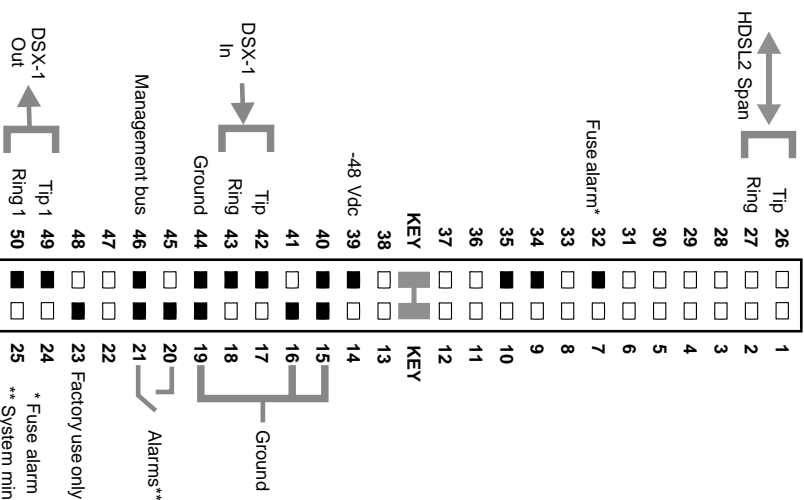 HDSL2 Span
Tip
Ring
Fuse alarm*
-48 Vdc
DSX-1
In
Tip
Ring
Ground
Management bus
DSX-1
Out
Tip 1
Ring 1
26
27
28
29
30
31
32
33
34
35
36
37
KEY
38
39
40
41
42
43
44
45
46
47
48
49
50
1
2
3
4
5
6
7
8
9
10
11
12
KEY
13
14
15
16
17
18
19
20
21
22
23 Factory use only
24
25
Ground
Alarms**
* Fuse alarm
** System min